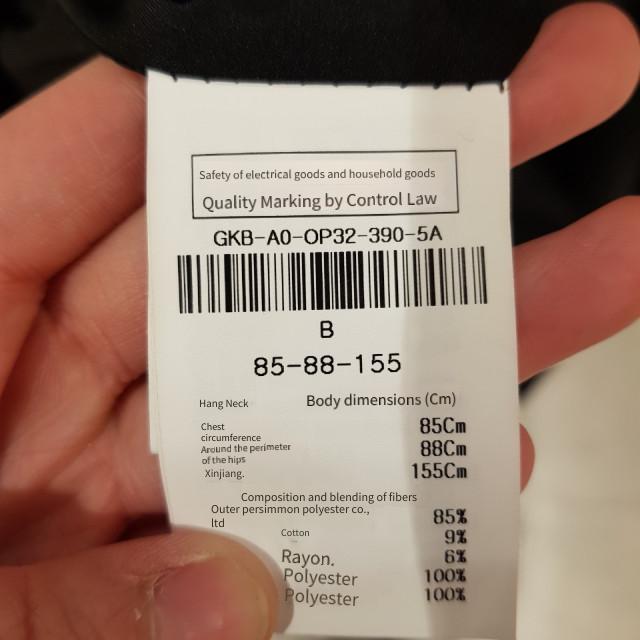 Safety of electrical goods and household goods
Quality Marking by Control Law
GKB-A0-OP32-390-5A
B
85-88-155
Hang Neck Body dimensions (Cm)
Chest
circumference 85Cm
Around the perimeter
of the hips 88Cm
Xinjiang. 155Cm
Composition and blending of fibers
Outer persimmon polyester co.,
ltd 85%
Cotton 9%
Rayon. 6%
Polyester 100%
Polyester 100%